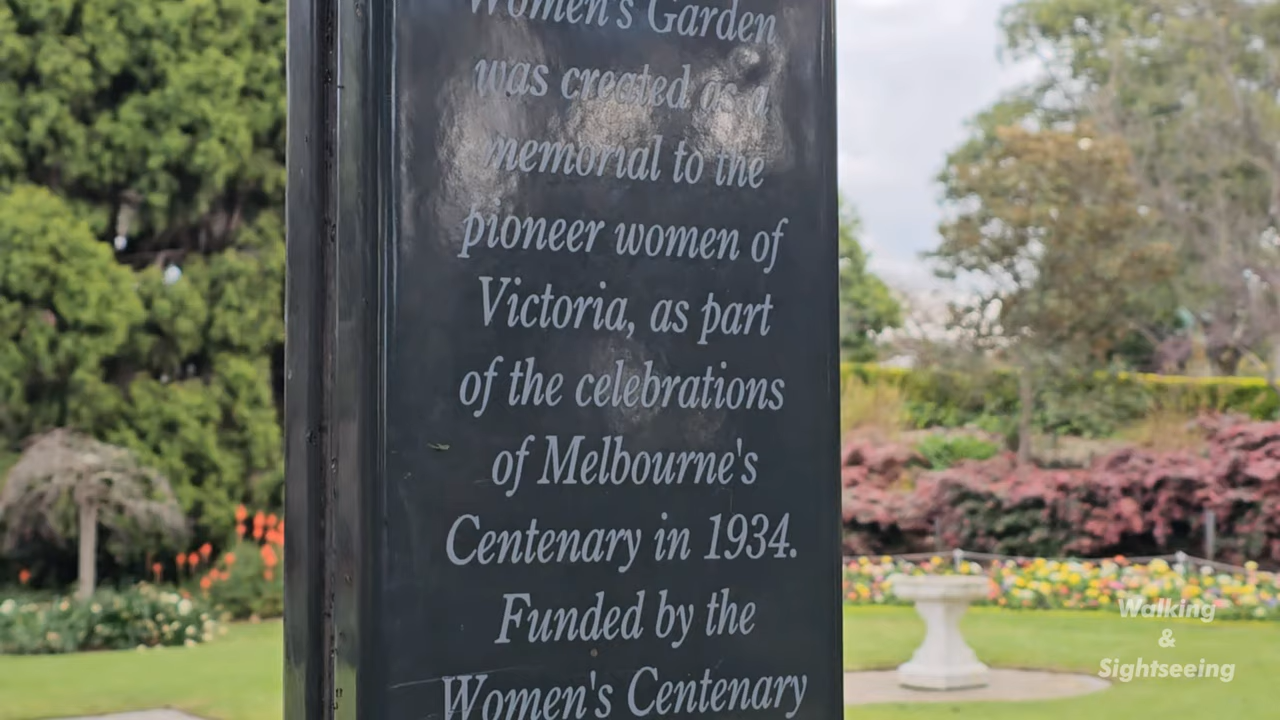 Women's Garden
was created as a
memorial to the
pioneer women of
Victoria, as part
of the celebrations
of Melbourne's
Centenary in 1934.
Funded by the
Women's Centenary
Walking
&
Sightseeing